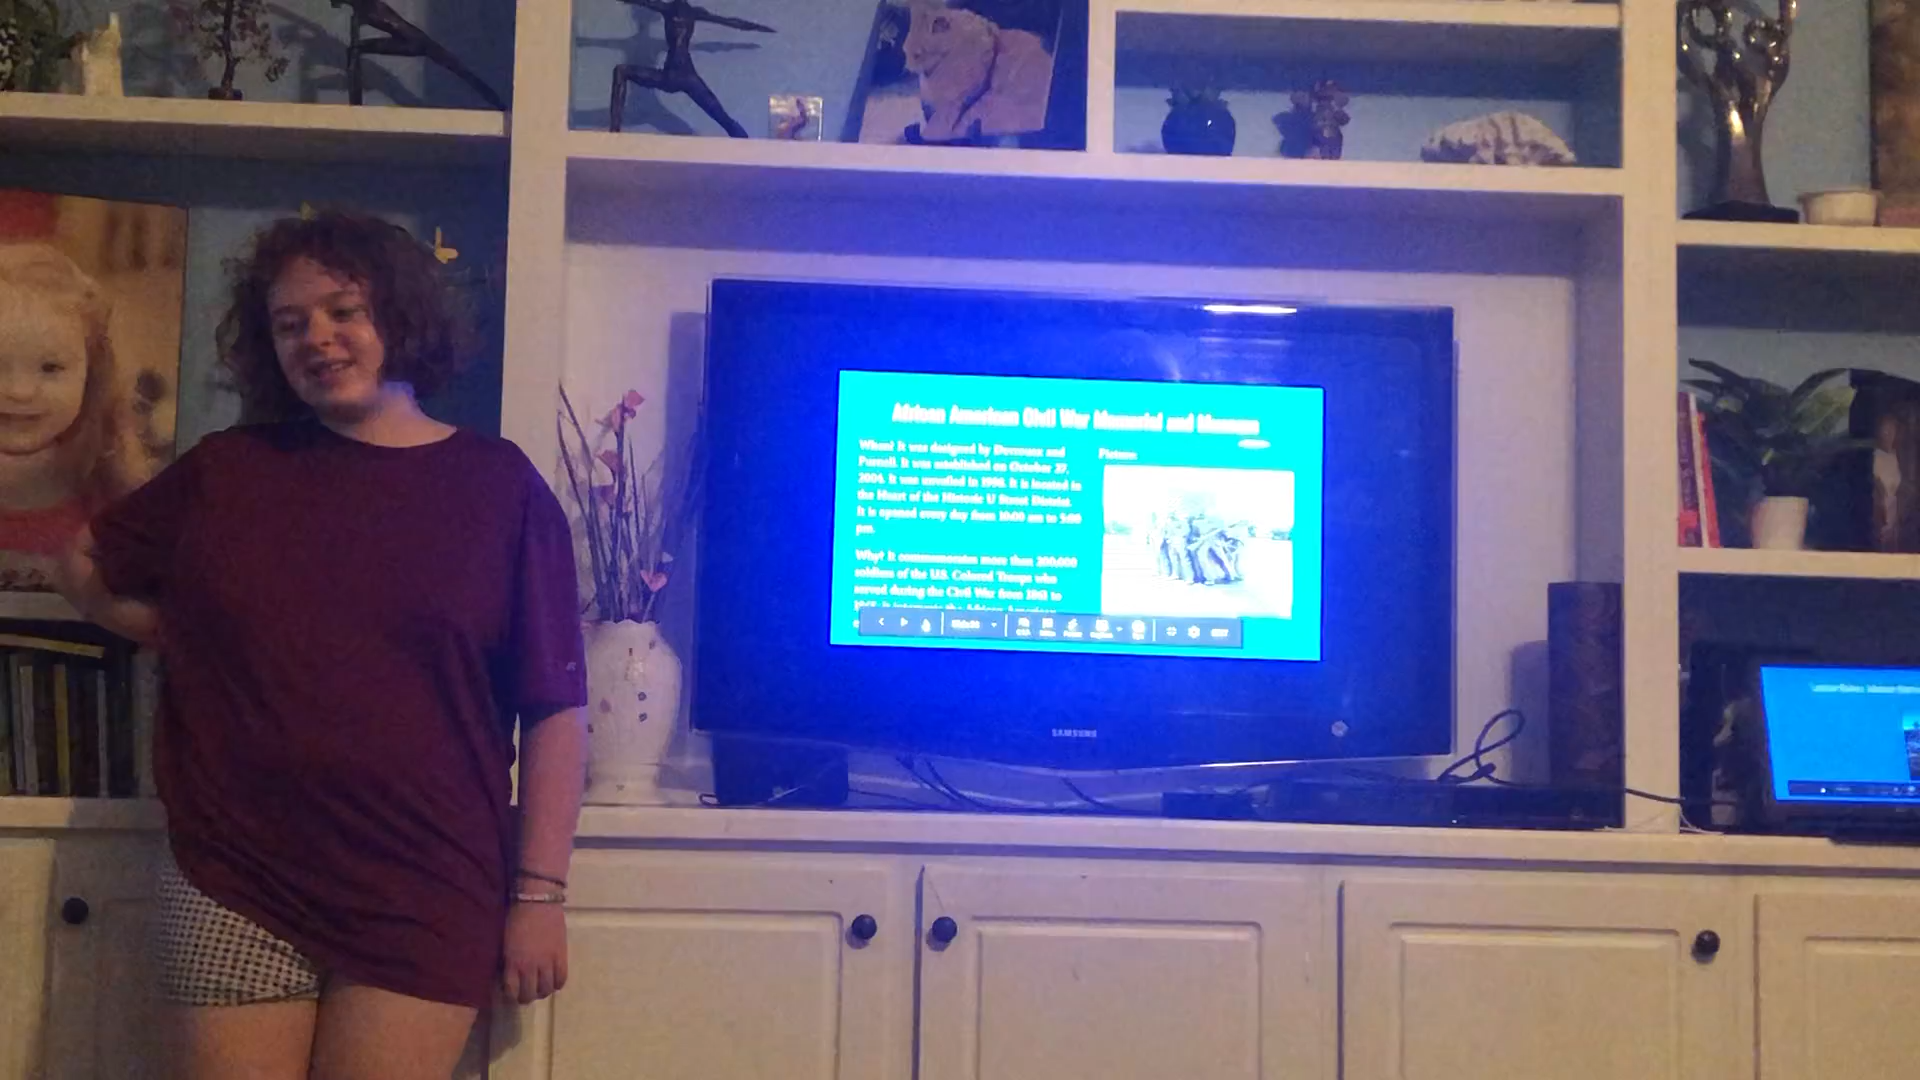 African American Civil War Memorial and Museum
When? It was designed by Devrouax and
Purnell. It was established on October 27,
2004. It was unveiled in 1998. It is located in
the Heart of the Historic U Street District.
It is opened every day from 10:00 am to 5:00
pm.
Why? It commemorates more than 200,000
soldiers of the U.S. Colored Troops who
served during the Civil War from 1861 to
Picture:
SAMSUNG